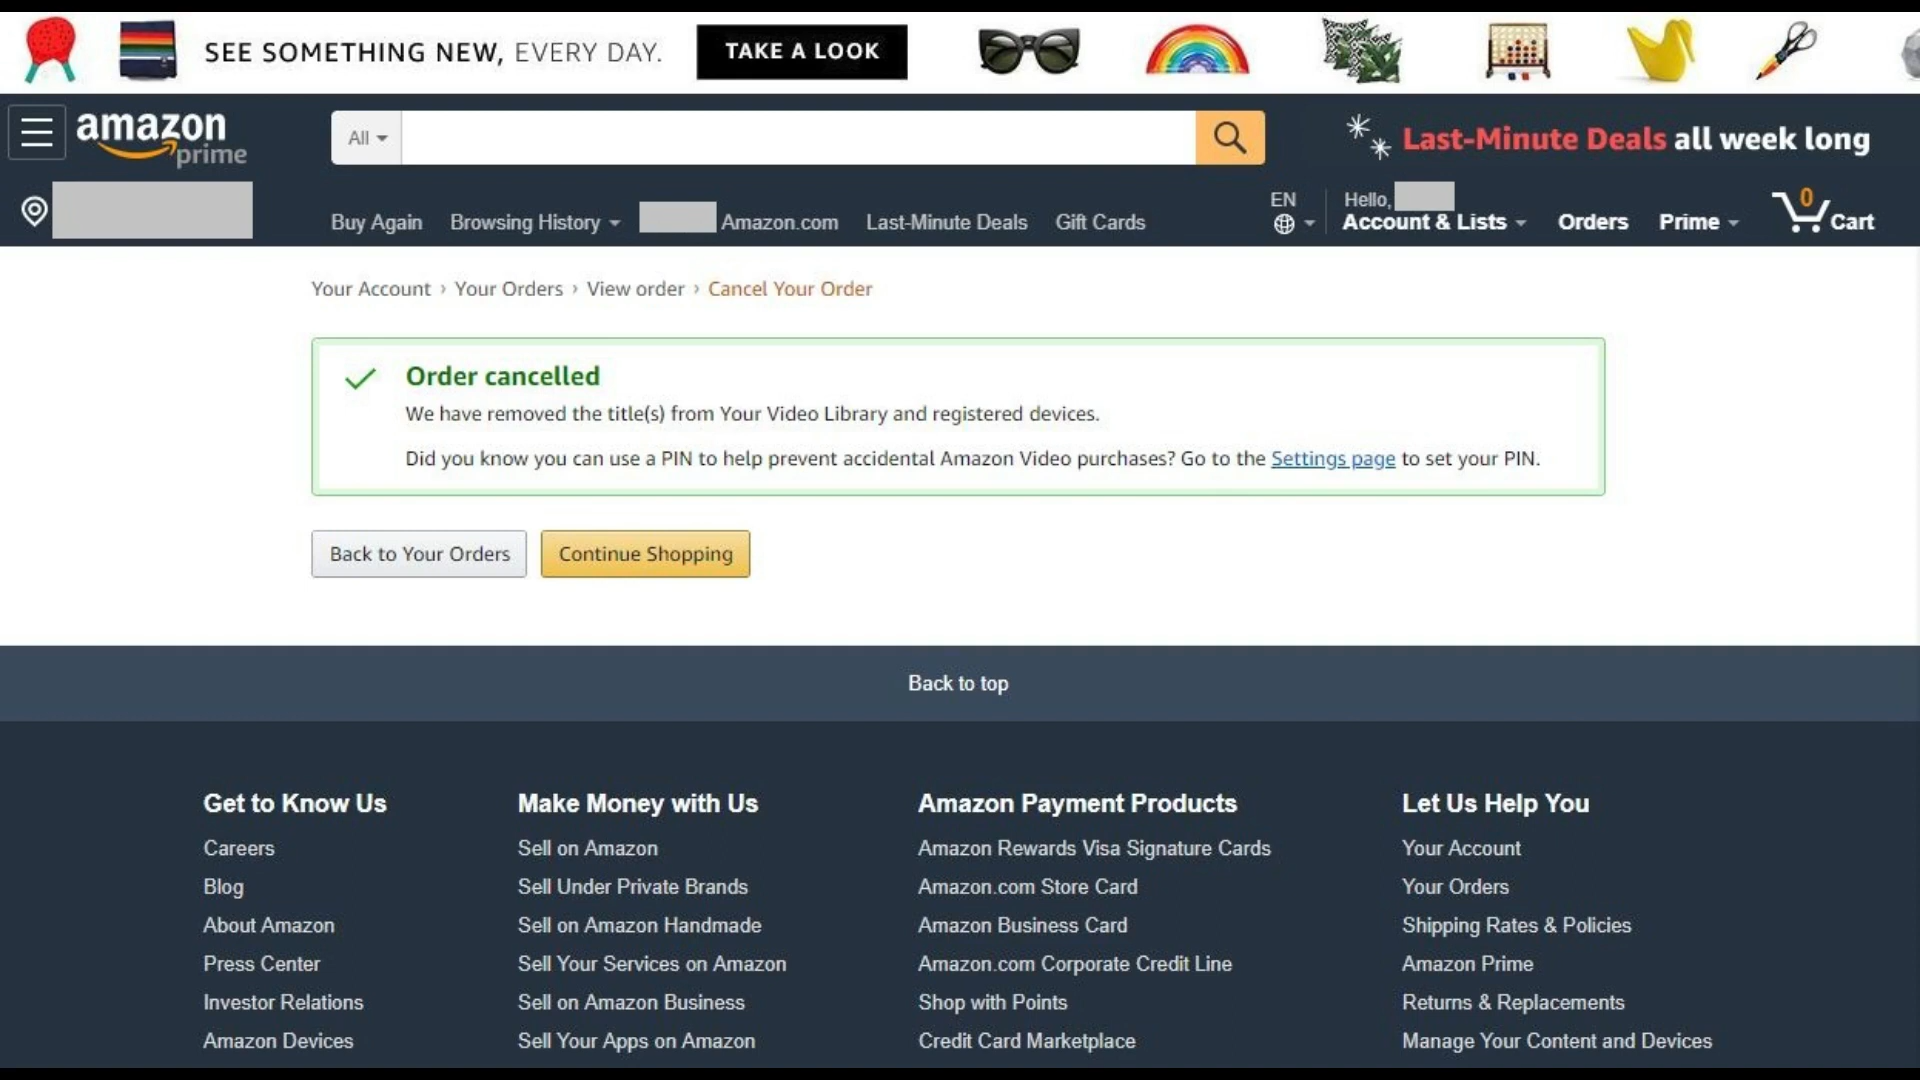 SEE SOMETHING NEW, EVERY DAY. TAKE A LOOK
amazon prime
All
Last-Minute Deals all week long
Buy Again Browsing History Amazon.com Last-Minute Deals Gift Cards
EN
Hello,
Account & Lists Orders Prime 0 Cart
Your Account › Your Orders › View order › Cancel Your Order
Order cancelled
We have removed the title(s) from Your Video Library and registered devices.
Did you know you can use a PIN to help prevent accidental Amazon Video purchases? Go to the Settings page to set your PIN.
Back to Your Orders Continue Shopping
Back to top
Get to Know Us
Careers
Blog
About Amazon
Press Center
Investor Relations
Amazon Devices
Make Money with Us
Sell on Amazon
Sell Under Private Brands
Sell on Amazon Handmade
Sell Your Services on Amazon
Sell on Amazon Business
Sell Your Apps on Amazon
Amazon Payment Products
Amazon Rewards Visa Signature Cards
Amazon.com Store Card
Amazon Business Card
Amazon.com Corporate Credit Line
Shop with Points
Credit Card Marketplace
Let Us Help You
Your Account
Your Orders
Shipping Rates & Policies
Amazon Prime
Returns & Replacements
Manage Your Content and Devices